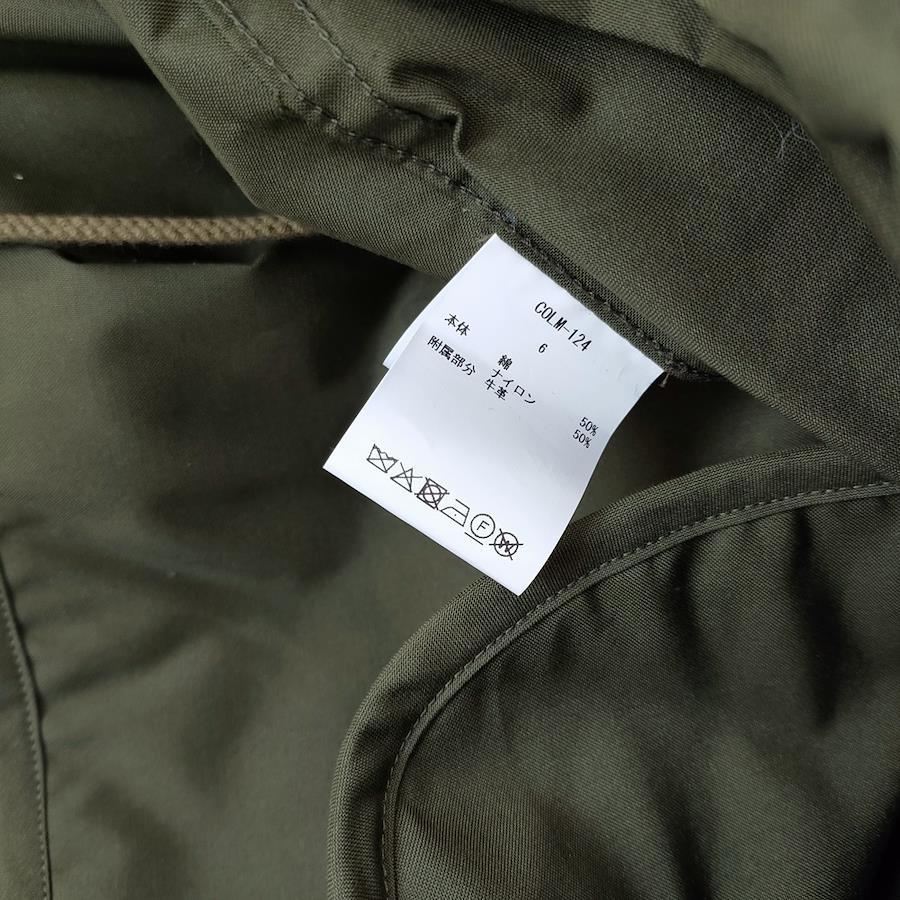 COLM-124
6
本体
綿 50%
ナイロン 50%
附属部分 牛革
F
W